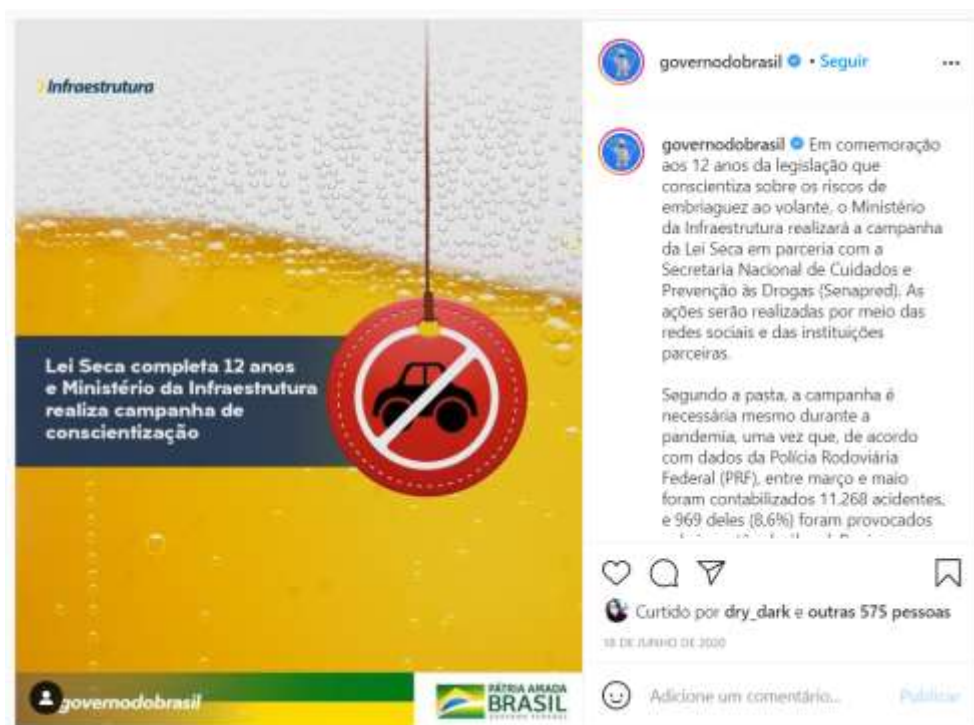 Infraestrutura
Lei Seca completa 12 anos
e Ministério da Infraestrutura
realiza campanha de
conscientização
governodobrasil
PÁTRIA AMADA
BRASIL
GOVERNO FEDERAL
governodobrasil • Seguir
governodobrasil Em comemoração
aos 12 anos da legislação que
conscientiza sobre os riscos de
embriaguez ao volante, o Ministério
da Infraestrutura realizará a campanha
da Lei Seca em parceria com a
Secretaria Nacional de Cuidados e
Prevenção às Drogas (Senapred). As
ações serão realizadas por meio das
redes sociais e das instituições
parceiras.
Segundo a pasta, a campanha é
necessária mesmo durante a
pandemia, uma vez que, de acordo
com dados da Polícia Rodoviária
Federal (PRF), entre março e maio
foram contabilizados 11.268 acidentes,
e 969 deles (8,6%) foram provocados
Curtido por dry_dark e outras 575 pessoas
18 DE JUNHO DE 2020
Adicione um comentário...
Publicar